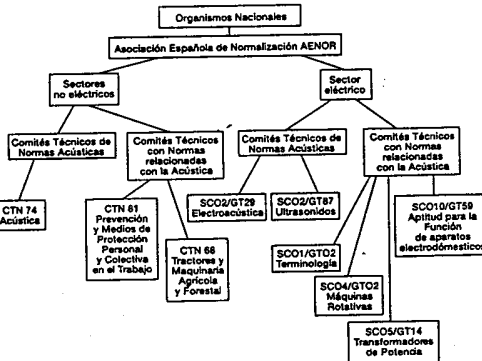 Organismos Nacionales
Asociación Española de Normalización AENOR
Sectores
no eléctricos
Sector
eléctrico
Comités Técnicos de
Normas Acústicas
Comités Técnicos
con Normas
relacionadas
con la Acústica
Comités Técnicos de
Normas Acústicas
Comités Técnicos
con Normas
relacionadas
con la Acústica
CTN 74
Acústica
CTN 81
Prevención
y Medios de
Protección
Personal
y Colectiva
en el Trabajo
CTN 68
Tractores y
Maquinaria
Agrícola
y Forestal
SCO2/GT29
Electroacústica
SCO2/GT87
Ultrasonidos
SCO1/GTO2
Terminología
SCO4/GTO2
Máquinas
Rotativas
SCO5/GT14
Transformadores
de Potencia
SCO10/GT59
Aptitud para la
Función
de aparatos
electrodómesticos